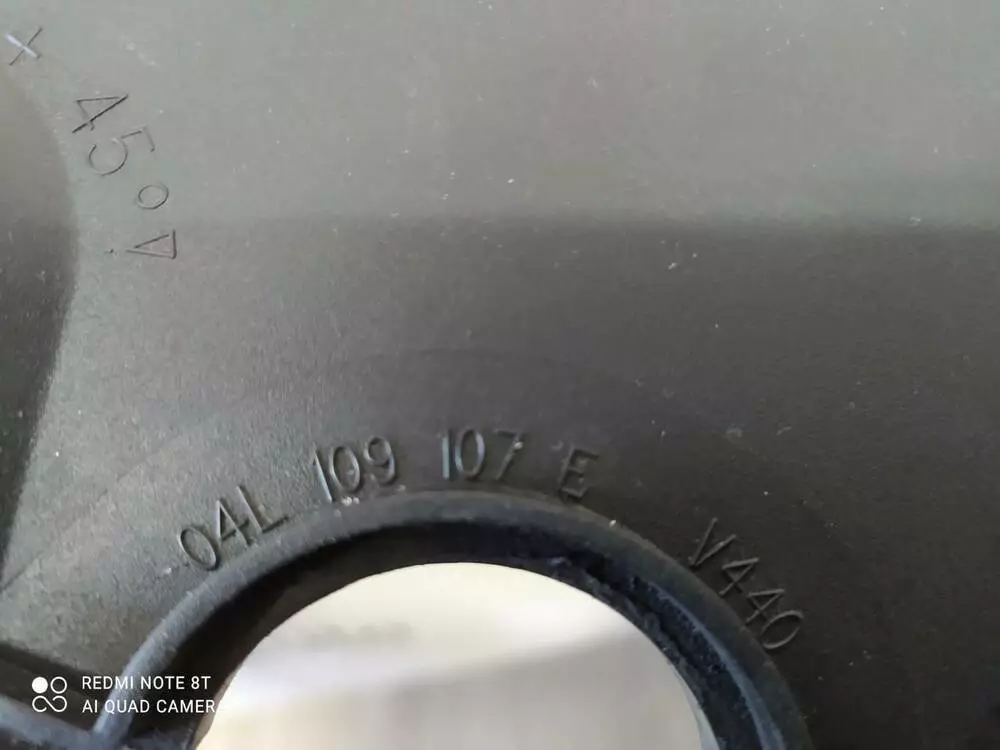 45°
04L 109 107 E
V440
REDMI NOTE 8T
AI QUAD CAMER